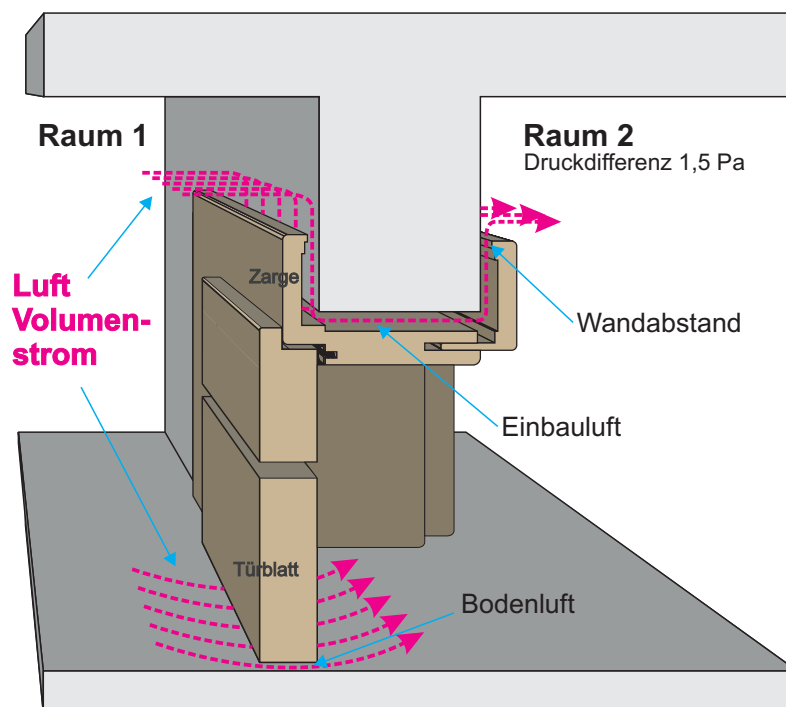 Raum 1
Raum 2
Druckdifferenz 1,5 Pa
Zarge
Luft
Volumen-
strom
Wandabstand
Einbauluft
Türblatt
Bodenluft